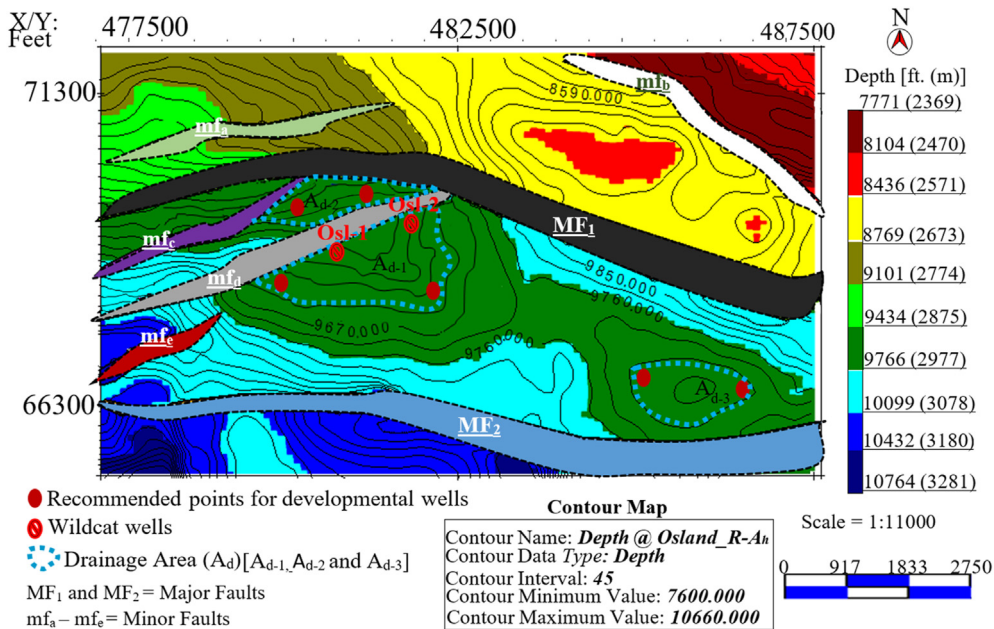 X/Y:
Feet
477500
482500
487500
N
71300
66300
Depth [ft. (m)]
7771 (2369)
8104 (2470)
8436 (2571)
8769 (2673)
9101 (2774)
9434 (2875)
9766 (2977)
10099 (3078)
10432 (3180)
10764 (3281)
8590.000
mfb
mfa
Ad-2
Osl-2
MF1
mfc
Osl-1
Ad-1
mfd
9850.000
9760.000
9670.000
9760.000
mfe
Ad-3
MF2
Recommended points for developmental wells
Wildcat wells
Drainage Area (Ad)[Ad-1, Ad-2 and Ad-3]
MF1 and MF2 = Major Faults
mfa – mfe = Minor Faults
Contour Map
Contour Name: Depth @ Osland_R-Ah
Contour Data Type: Depth
Contour Interval: 45
Contour Minimum Value: 7600.000
Contour Maximum Value: 10660.000
Scale = 1:11000
0 917 1833 2750